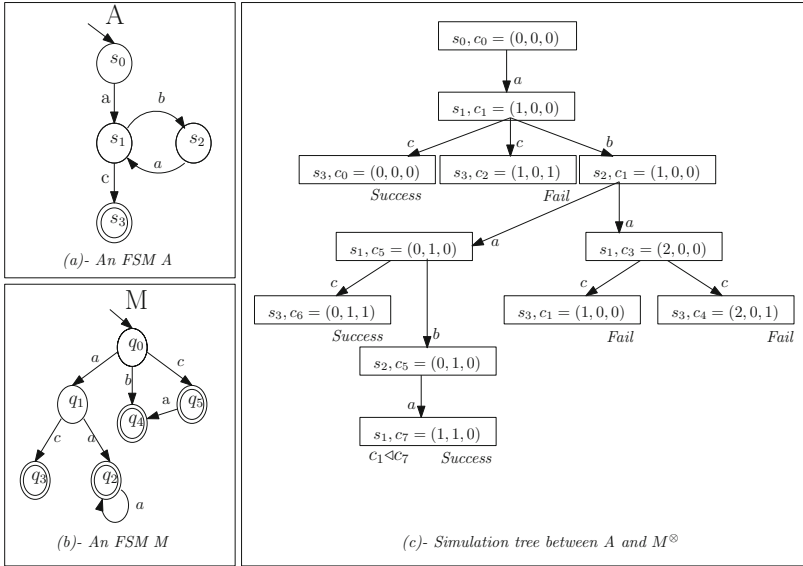 A
s₀
a
s₁
b
s₂
a
c
s₃
(a)- An FSM A
M
q₀
a
b
c
q₁
q₄
a
q₅
c
a
q₃
q₂
a
(b)- An FSM M
s₀, c₀ = (0, 0, 0)
a
s₁, c₁ = (1, 0, 0)
c
c
b
s₃, c₀ = (0, 0, 0)
s₃, c₂ = (1, 0, 1)
s₂, c₁ = (1, 0, 0)
Success
Fail
a
a
s₁, c₅ = (0, 1, 0)
s₁, c₃ = (2, 0, 0)
c
c
c
s₃, c₆ = (0, 1, 1)
s₃, c₁ = (1, 0, 0)
s₃, c₄ = (2, 0, 1)
Success
Fail
Fail
b
s₂, c₅ = (0, 1, 0)
a
s₁, c₇ = (1, 1, 0)
c₁⊲c₇
Success
(c)- Simulation tree between A and M⊗